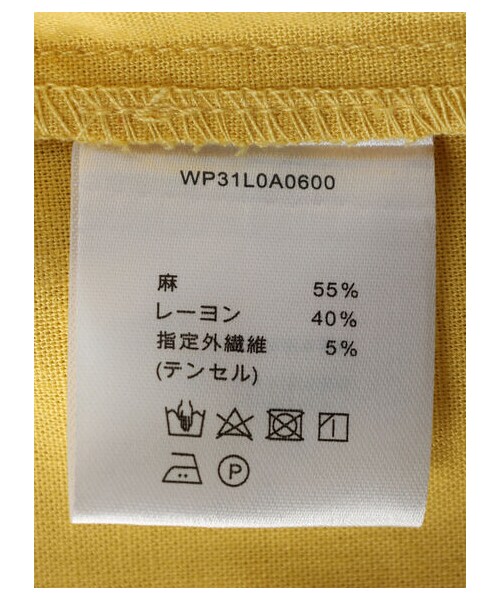 WP31L0A0600
麻 55%
レーヨン 40%
指定外繊維 5%
(テンセル)
P